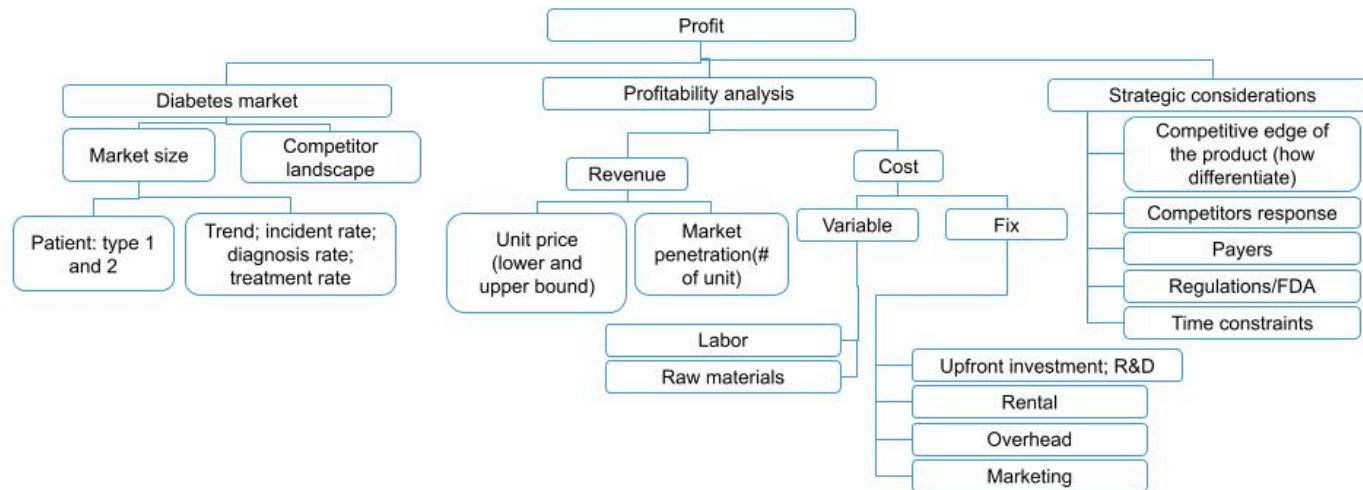 Profit
Diabetes market
Profitability analysis
Strategic considerations
Market size
Competitor
landscape
Revenue
Cost
Competitive edge of
the product (how
differentiate)
Patient: type 1
and 2
Trend; incident rate;
diagnosis rate;
treatment rate
Unit price
(lower and
upper bound)
Market
penetration(#
of unit)
Variable
Fix
Competitors response
Payers
Regulations/FDA
Time constraints
Labor
Raw materials
Upfront investment; R&D
Rental
Overhead
Marketing